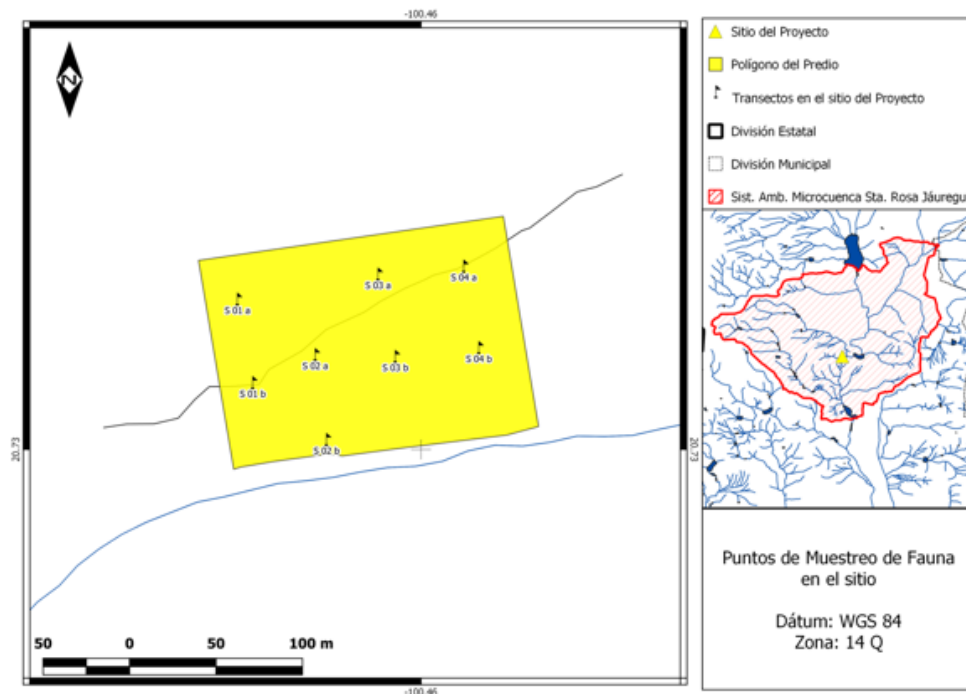 -100.46
N
S 01 a
S 03 a
S 04 a
S 01 b
S 02 a
S 03 b
S 04 b
S 02 b
20.73
20.73
50 0 50 100 m
-100.46
Sitio del Proyecto
Polígono del Predio
Transectos en el sitio del Proyecto
División Estatal
División Municipal
Sist. Amb. Microcuenca Sta. Rosa Jáuregu
Puntos de Muestreo de Fauna
en el sitio
Dátum: WGS 84
Zona: 14 Q